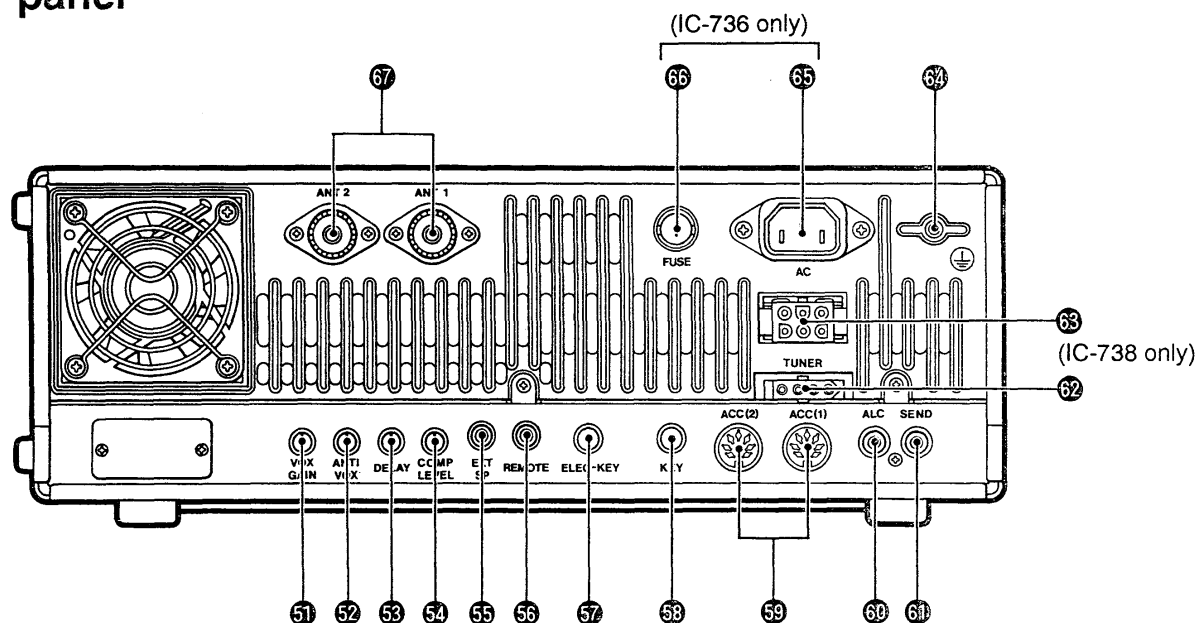 panel
(IC-736 only)
67
66
65
64
ANT 2
ANT 1
FUSE
AC
63
(IC-738 only)
TUNER
62
ACC(2)
ACC(1)
ALC
SEND
VOX GAIN
ANTI VOX
DELAY
COMP LEVEL
EXT SP
REMOTE
ELEC-KEY
KEY
51
52
53
54
55
56
57
58
59
60
61